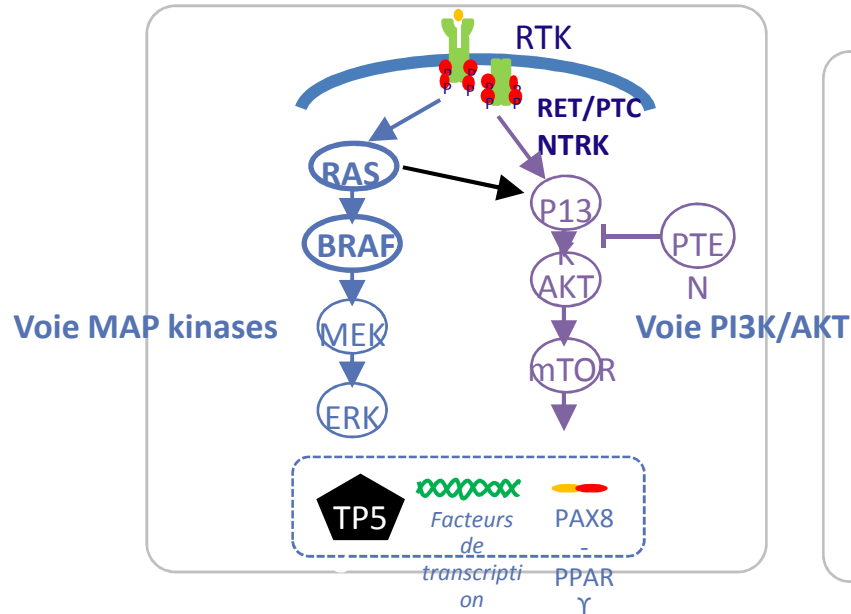 RTK
P P
P P
P P
P P
RET/PTC
NTRK
RAS
P13
K
BRAF
PTE
N
AKT
Voie MAP kinases
MEK
Voie PI3K/AKT
mTOR
ERK
TP5
Facteurs
de
transcripti
on
PAX8
-
PPAR
ϒ